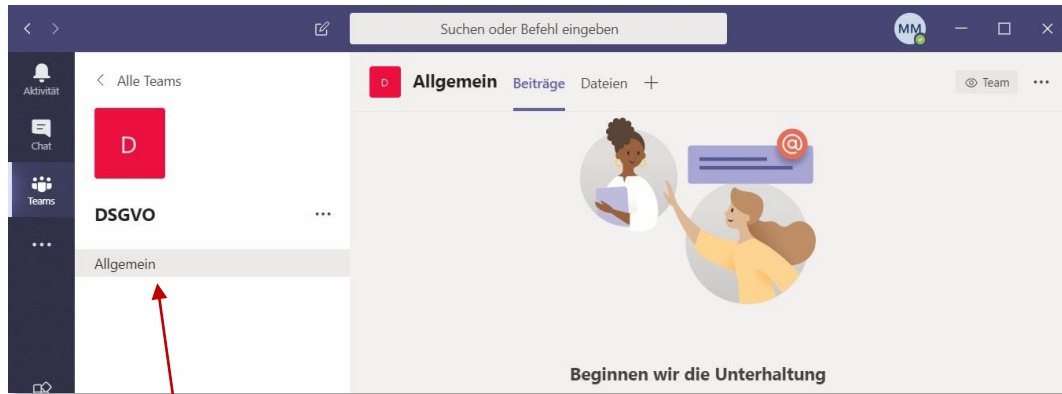 Suchen oder Befehl eingeben
MM
Aktivität
Alle Teams
D
Allgemein Beiträge Dateien
Team
Chat
D
@
Teams
DSGVO
Allgemein
Beginnen wir die Unterhaltung